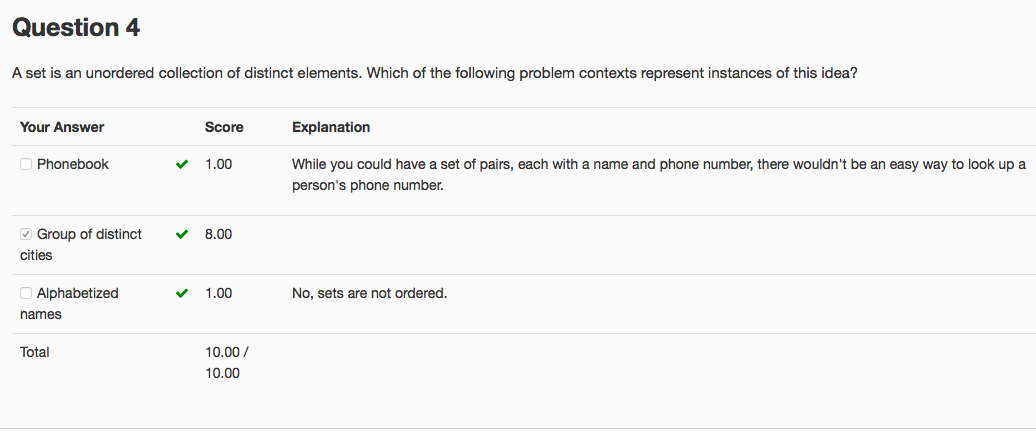 Question 4
A set is an unordered collection of distinct elements. Which of the following problem contexts represent instances of this idea?
Your Answer Score Explanation
Phonebook 1.00 While you could have a set of pairs, each with a name and phone number, there wouldn't be an easy way to look up a
person's phone number.
Group of distinct 8.00
cities
Alphabetized 1.00 No, sets are not ordered.
names
Total 10.00 /
10.00